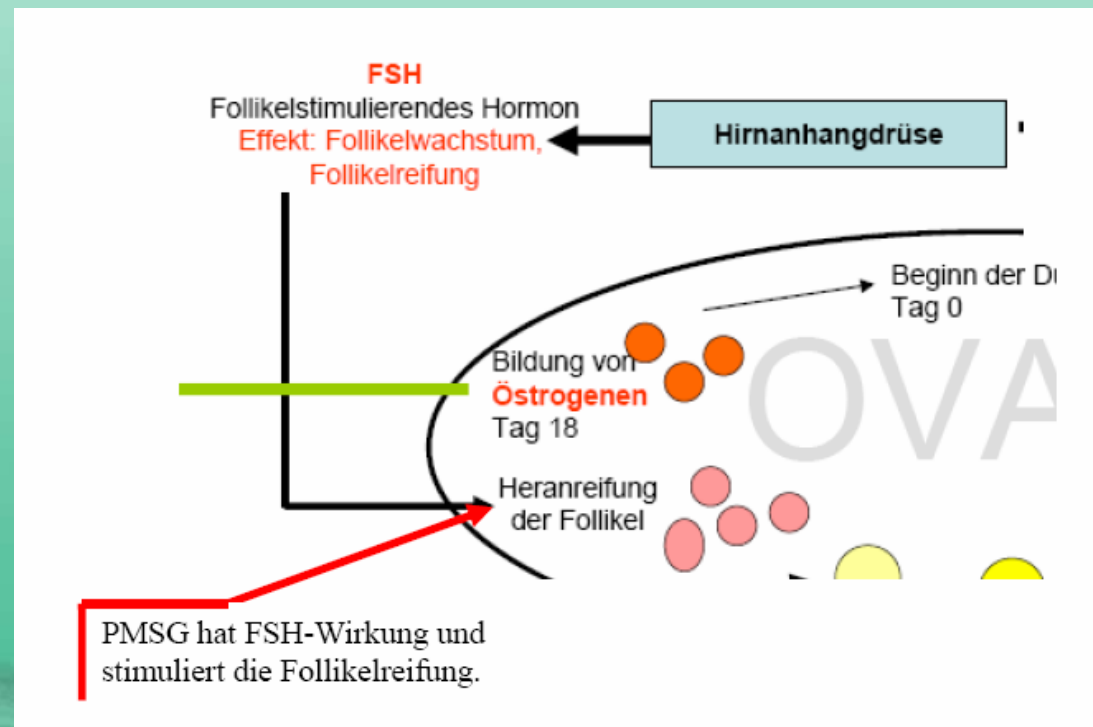 FSH
Follikelstimulierendes Hormon
Effekt: Follikelwachstum,
Follikelreifung
Hirnanhangdrüse
Beginn der
Tag 0
Bildung von
Östrogenen
Tag 18
OVA
Heranreifung
der Follikel
PMSG hat FSH-Wirkung und
stimuliert die Follikelreifung.